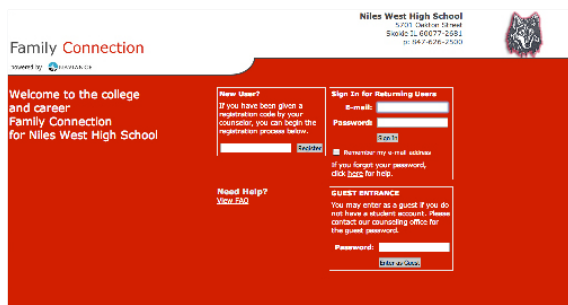 Niles West High School
5701 Oakton Street
Skokie IL 60077-2681
p: 847-626-2500
Family Connection
powered by NAVIANCE
Welcome to the college
and career
Family Connection
for Niles West High School
New User?
If you have been given a
registration code by your
counselor, you can begin the
registration process below.
Register
Need Help?
View FAQ
Sign In for Returning Users
E-mail:
Password:
Sign In
Remember my e-mail address
If you forgot your password,
click here for help.
GUEST ENTRANCE
You may enter as a guest if you do
not have a student account. Please
contact our counseling office for
the guest password.
Password:
Enter as Guest